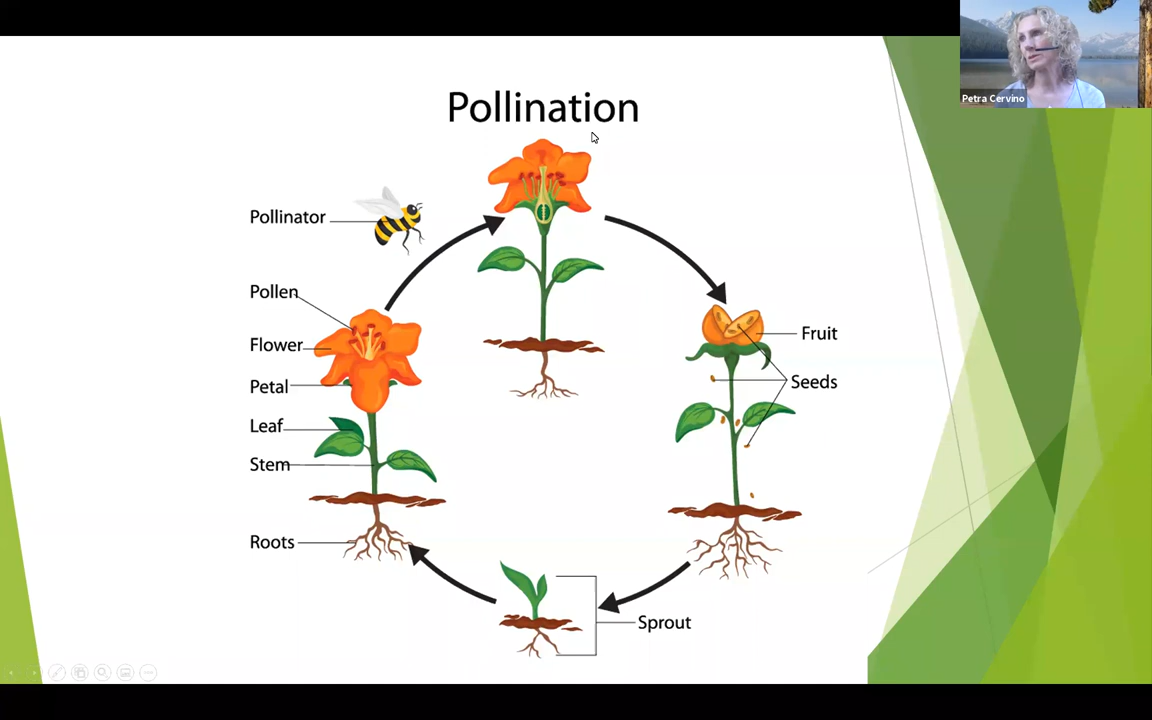 Pollination
Petra Cervino
Pollinator
Pollen
Flower
Petal
Leaf
Stem
Roots
Fruit
Seeds
Sprout